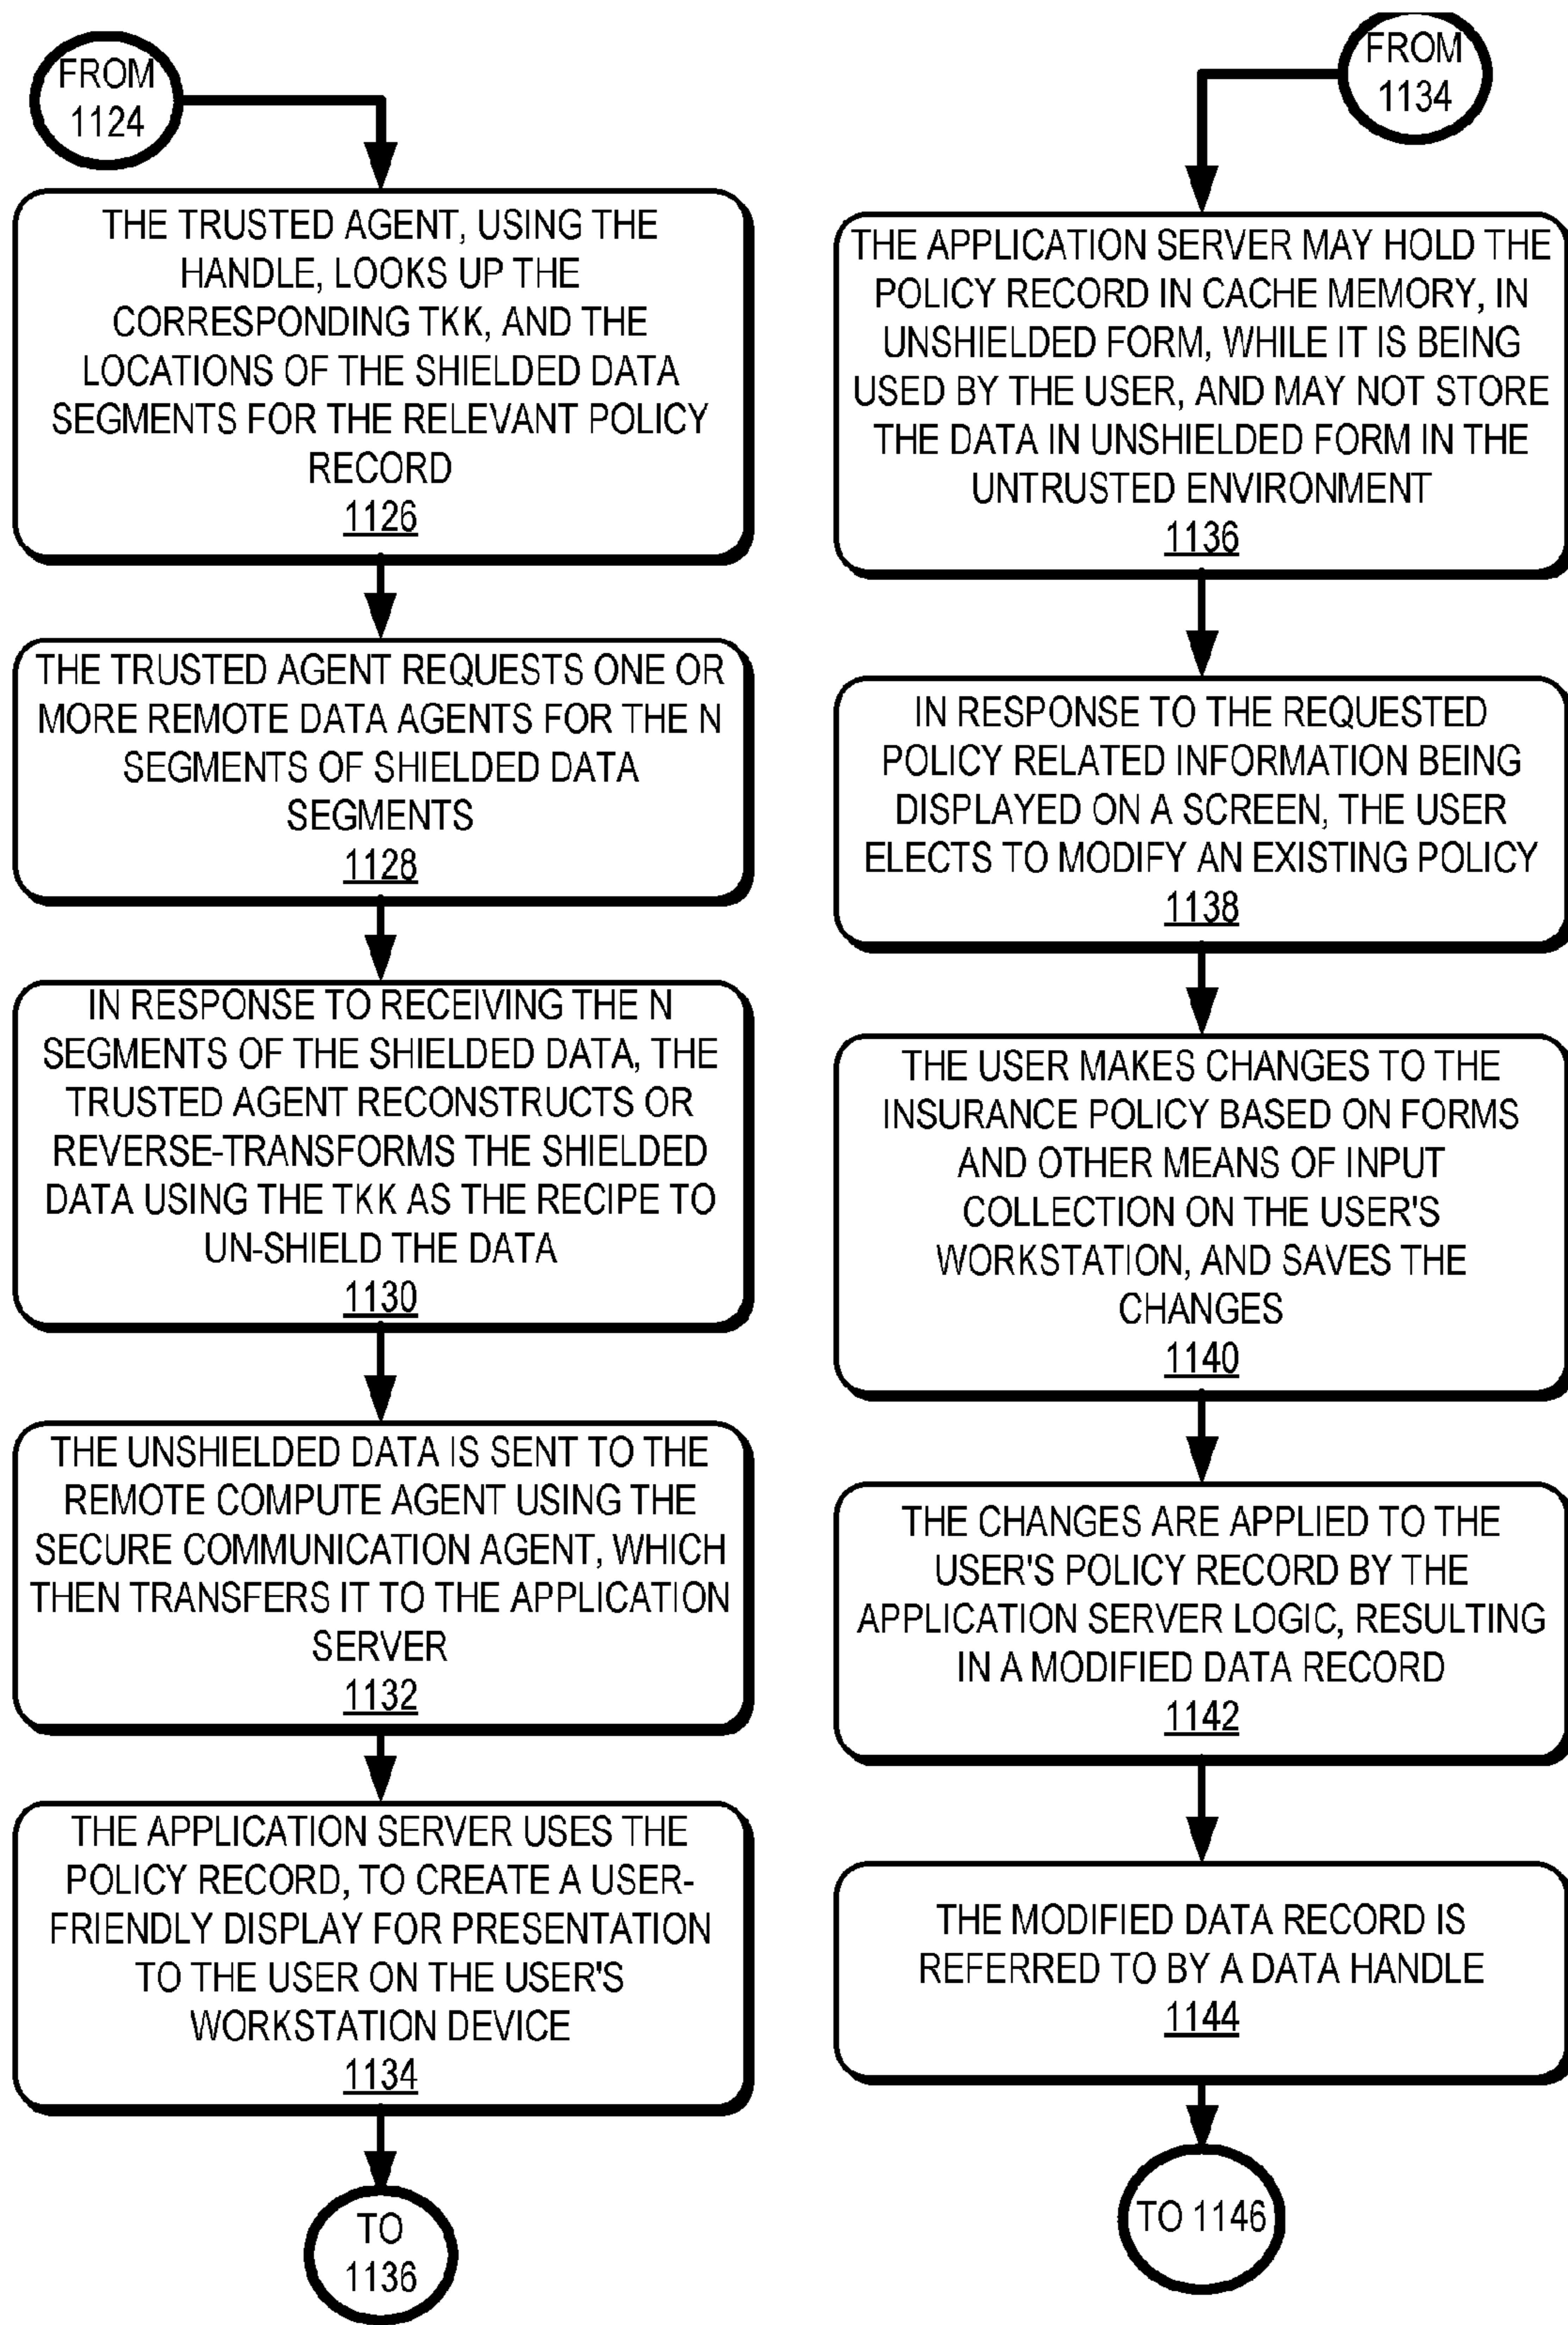 FROM
1124
THE TRUSTED AGENT, USING THE
HANDLE, LOOKS UP THE
CORRESPONDING TKK, AND THE
LOCATIONS OF THE SHIELDED DATA
SEGMENTS FOR THE RELEVANT POLICY
RECORD
1126
THE TRUSTED AGENT REQUESTS ONE OR
MORE REMOTE DATA AGENTS FOR THE N
SEGMENTS OF SHIELDED DATA
SEGMENTS
1128
IN RESPONSE TO RECEIVING THE N
SEGMENTS OF THE SHIELDED DATA, THE
TRUSTED AGENT RECONSTRUCTS OR
REVERSE-TRANSFORMS THE SHIELDED
DATA USING THE TKK AS THE RECIPE TO
UN-SHIELD THE DATA
1130
THE UNSHIELDED DATA IS SENT TO THE
REMOTE COMPUTE AGENT USING THE
SECURE COMMUNICATION AGENT, WHICH
THEN TRANSFERS IT TO THE APPLICATION
SERVER
1132
THE APPLICATION SERVER USES THE
POLICY RECORD, TO CREATE A USER-
FRIENDLY DISPLAY FOR PRESENTATION
TO THE USER ON THE USER'S
WORKSTATION DEVICE
1134
TO
1136
FROM
1134
THE APPLICATION SERVER MAY HOLD THE
POLICY RECORD IN CACHE MEMORY, IN
UNSHIELDED FORM, WHILE IT IS BEING
USED BY THE USER, AND MAY NOT STORE
THE DATA IN UNSHIELDED FORM IN THE
UNTRUSTED ENVIRONMENT
1136
IN RESPONSE TO THE REQUESTED
POLICY RELATED INFORMATION BEING
DISPLAYED ON A SCREEN, THE USER
ELECTS TO MODIFY AN EXISTING POLICY
1138
THE USER MAKES CHANGES TO THE
INSURANCE POLICY BASED ON FORMS
AND OTHER MEANS OF INPUT
COLLECTION ON THE USER'S
WORKSTATION, AND SAVES THE
CHANGES
1140
THE CHANGES ARE APPLIED TO THE
USER'S POLICY RECORD BY THE
APPLICATION SERVER LOGIC, RESULTING
IN A MODIFIED DATA RECORD
1142
THE MODIFIED DATA RECORD IS
REFERRED TO BY A DATA HANDLE
1144
TO 1146